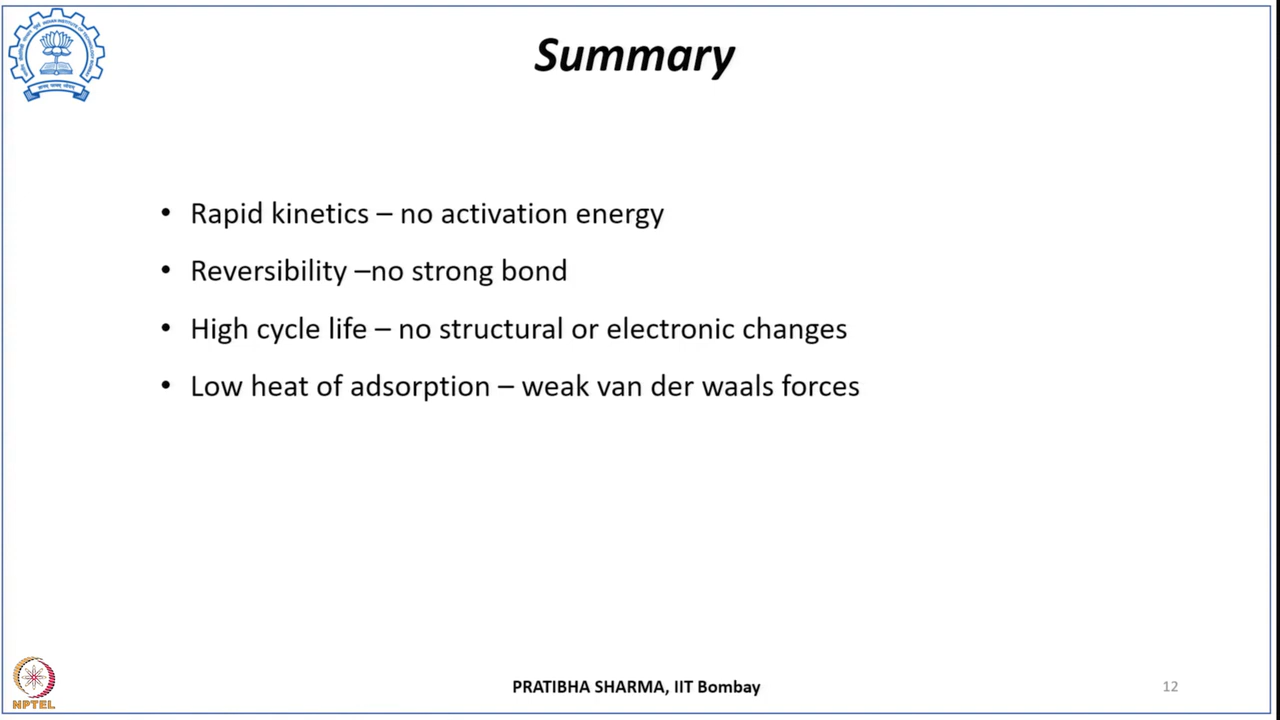 Summary
• Rapid kinetics – no activation energy
• Reversibility –no strong bond
• High cycle life – no structural or electronic changes
• Low heat of adsorption – weak van der waals forces
NPTEL
PRATIBHA SHARMA, IIT Bombay
12